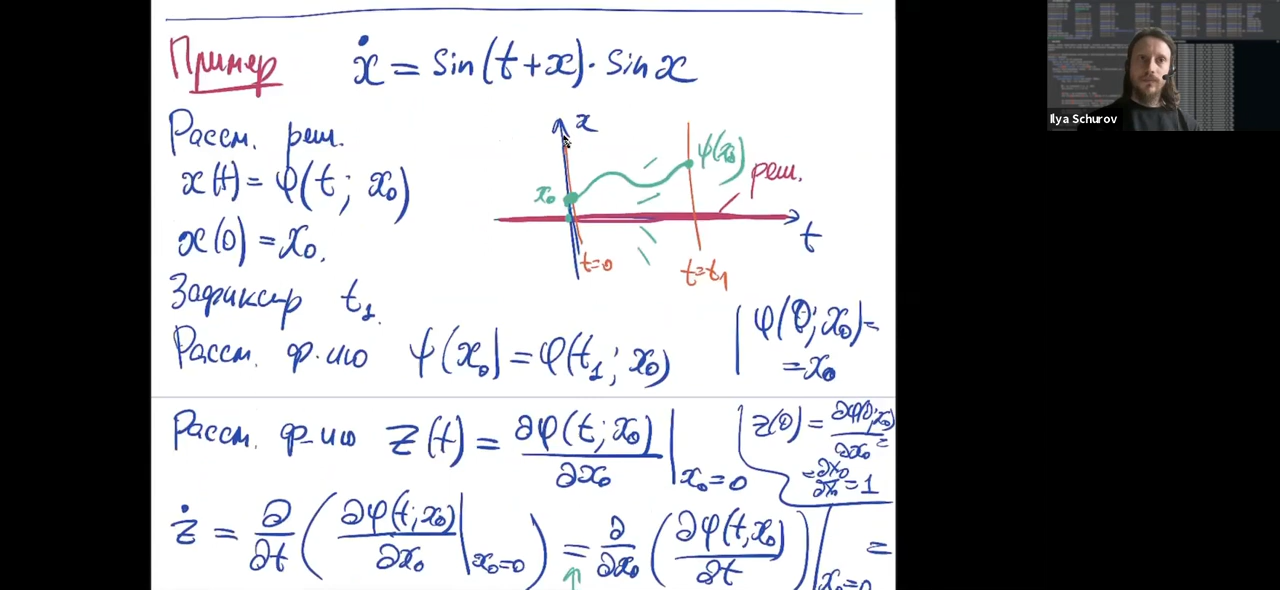 Пример ẋ = sin(t+x)· sin x
Рассм. реш.
x(t) = φ(t; x₀)
x(0) = x₀.
Зафиксир t₁.
Рассм. ф-ию ψ(x₀) = φ(t₁; x₀)
x
x₀
ψ(x₀)
реш.
t
t=0
t=t₁
φ(0; x₀)=
=x₀
Рассм. ф-ию z(t) = ∂φ(t; x₀)/∂x₀ |x₀=0
z(0) = ∂φ(0; x₀)/∂x₀ =
= ∂x₀/∂x₀ = 1
ż = ∂/∂t (∂φ(t; x₀)/∂x₀ |x₀=0) = ∂/∂x₀ (∂φ(t, x₀)/∂t) |x₀=0 =
Ilya Schurov